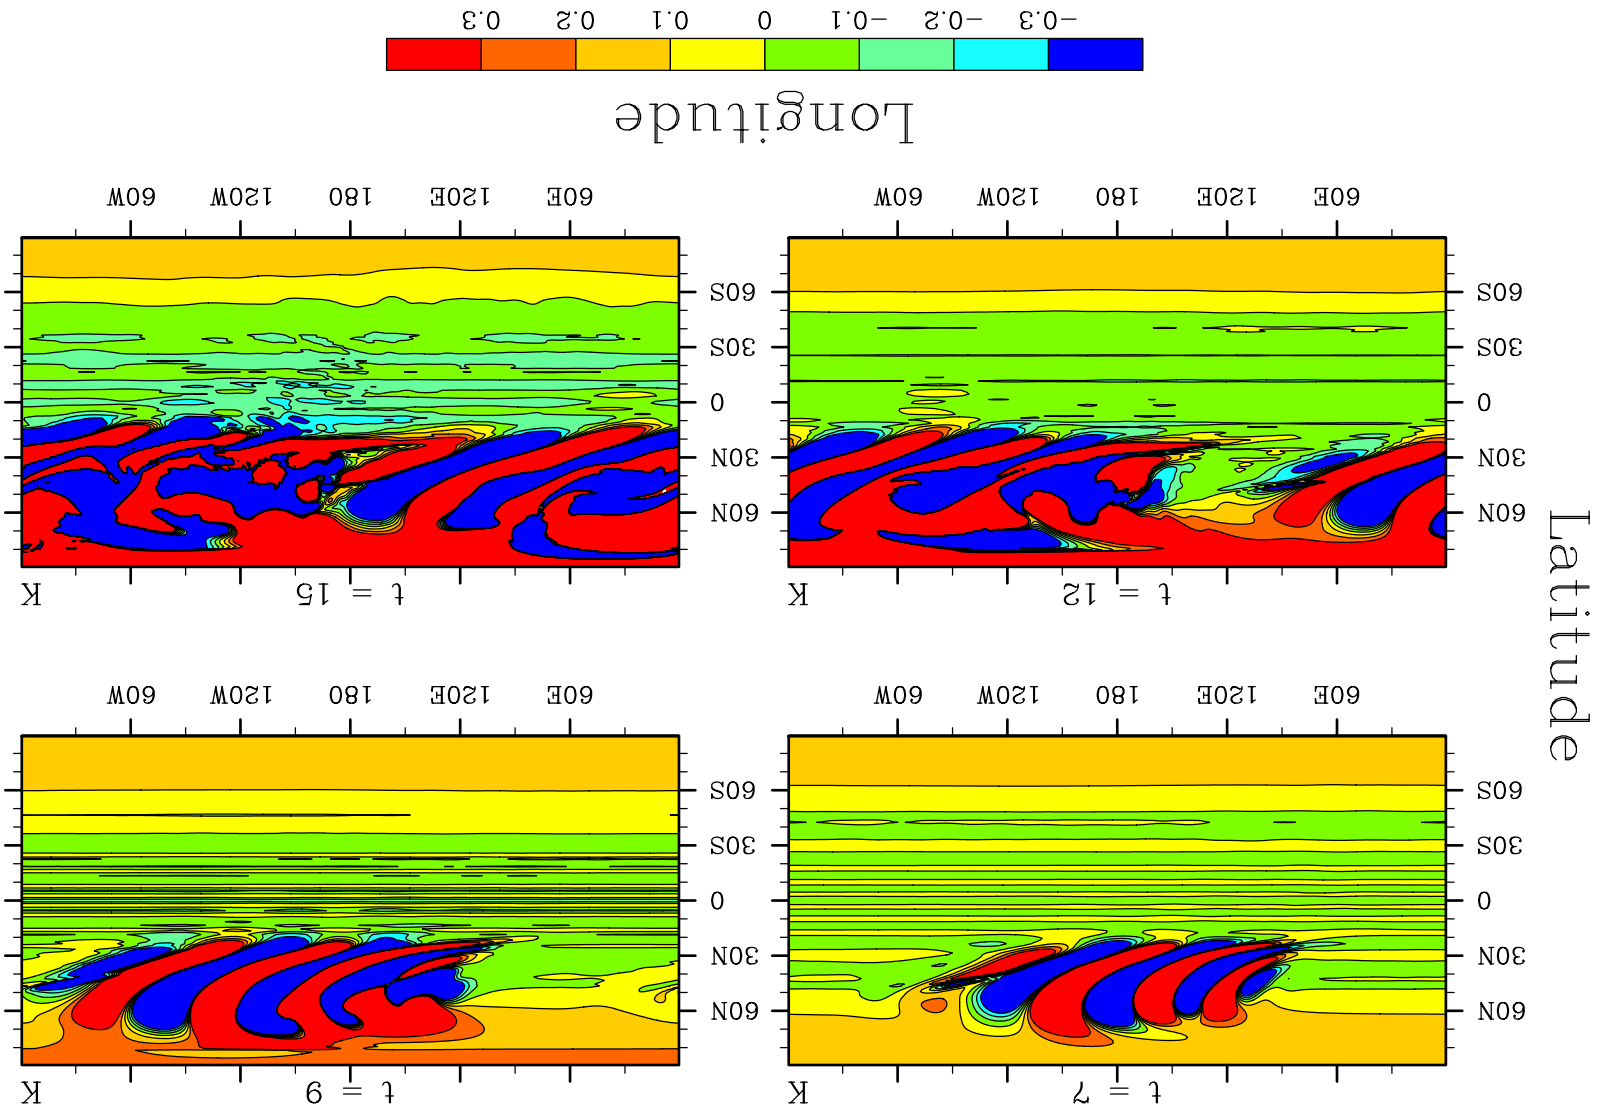 t = 7 K t = 9 K
60N 60N
30N 30N
0 0
30S 30S
60S 60S
60E 120E 180 120W 60W 60E 120E 180 120W 60W
Latitude
t = 12 K t = 15 K
60N 60N
30N 30N
0 0
30S 30S
60S 60S
60E 120E 180 120W 60W 60E 120E 180 120W 60W
Longitude
−0.3 −0.2 −0.1 0 0.1 0.2 0.3